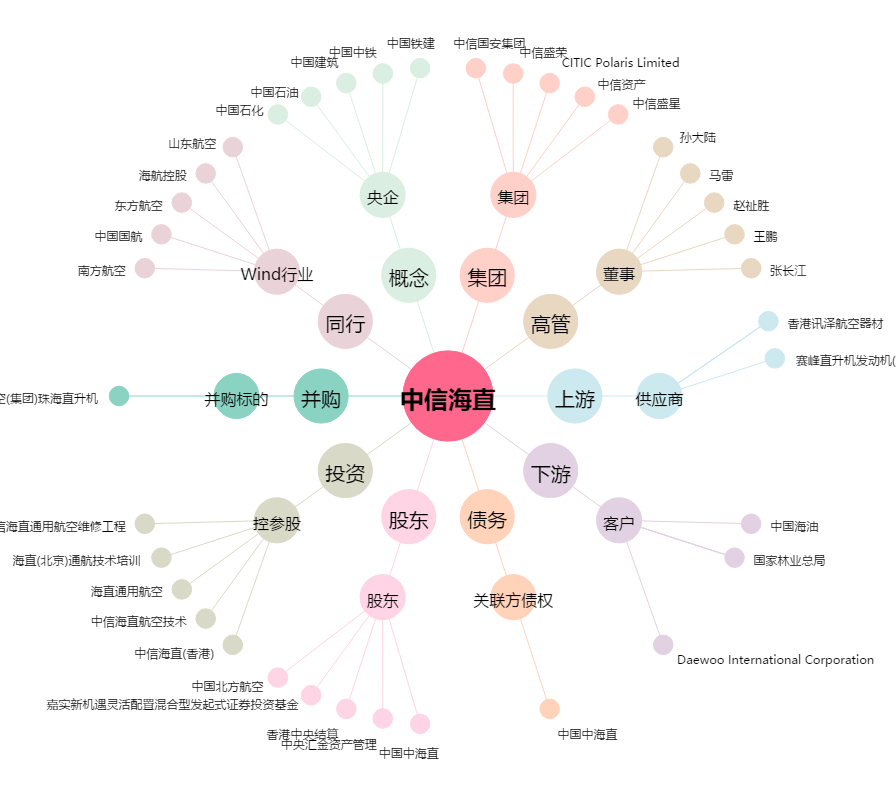 中国铁建
中信国安集团
中国中铁
中信盛荣
中国建筑
CITIC Polaris Limited
中国石油
中信资产
中国石化
中信盛星
山东航空
孙大陆
海航控股
马雷
东方航空
赵祉胜
中国国航
王鹏
南方航空
张长江
央企
集团
Wind行业
董事
概念
集团
同行
高管
香港讯泽航空器材
赛峰直升机发动机(
空(集团)珠海直升机
并购标的
并购
中信海直
上游
供应商
投资
下游
控参股
股东
债务
客户
信海直通用航空维修工程
中国海油
海直(北京)通航技术培训
国家林业总局
海直通用航空
中信海直航空技术
中信海直(香港)
股东
关联方债权
Daewoo International Corporation
中国北方航空
嘉实新机遇灵活配置混合型发起式证券投资基金
香港中央结算
中央汇金资产管理
中国中海直
中国中海直